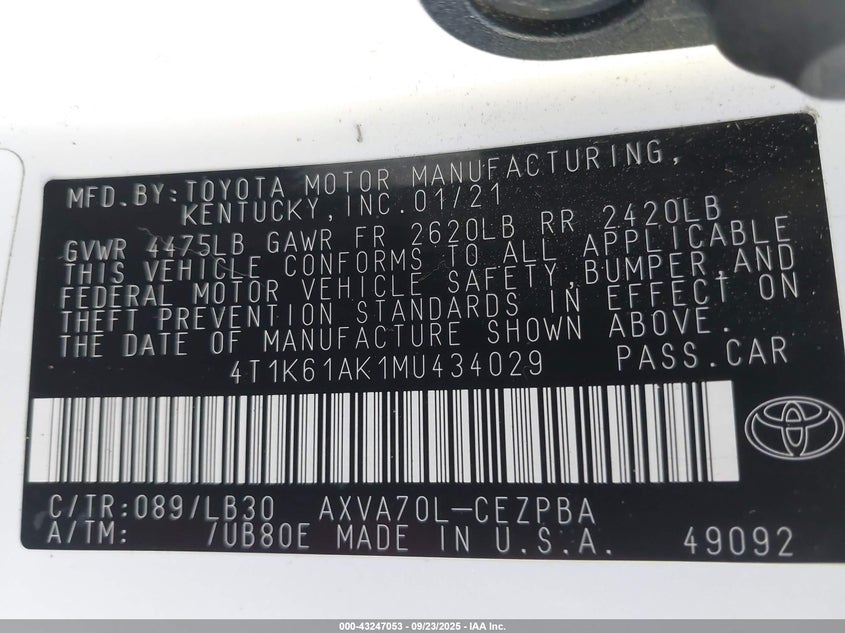 MFD.BY:TOYOTA MOTOR MANUFACTURING,
KENTUCKY,INC.01/21
GVWR 4475LB GAWR FR 2620LB RR 2420LB
THIS VEHICLE CONFORMS TO ALL APPLICABLE
FEDERAL MOTOR VEHICLE SAFETY,BUMPER,AND
THEFT PREVENTION STANDARDS IN EFFECT ON
THE DATE OF MANUFACTURE SHOWN ABOVE.
4T1K61AK1MU434029 PASS.CAR
C/TR:089/LB30 AXVA70L-CEZPBA
A/TM: /UB80E MADE IN U.S.A. 49092
000-43247053 - 09/23/2025 - IAA Inc.